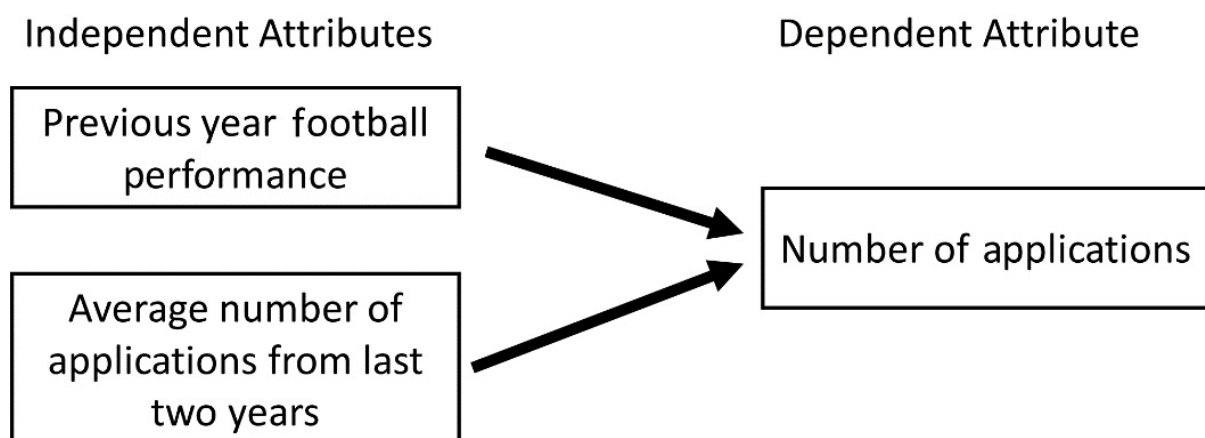 Independent Attributes
Dependent Attribute
Previous year football
performance
Number of applications
Average number of
applications from last
two years